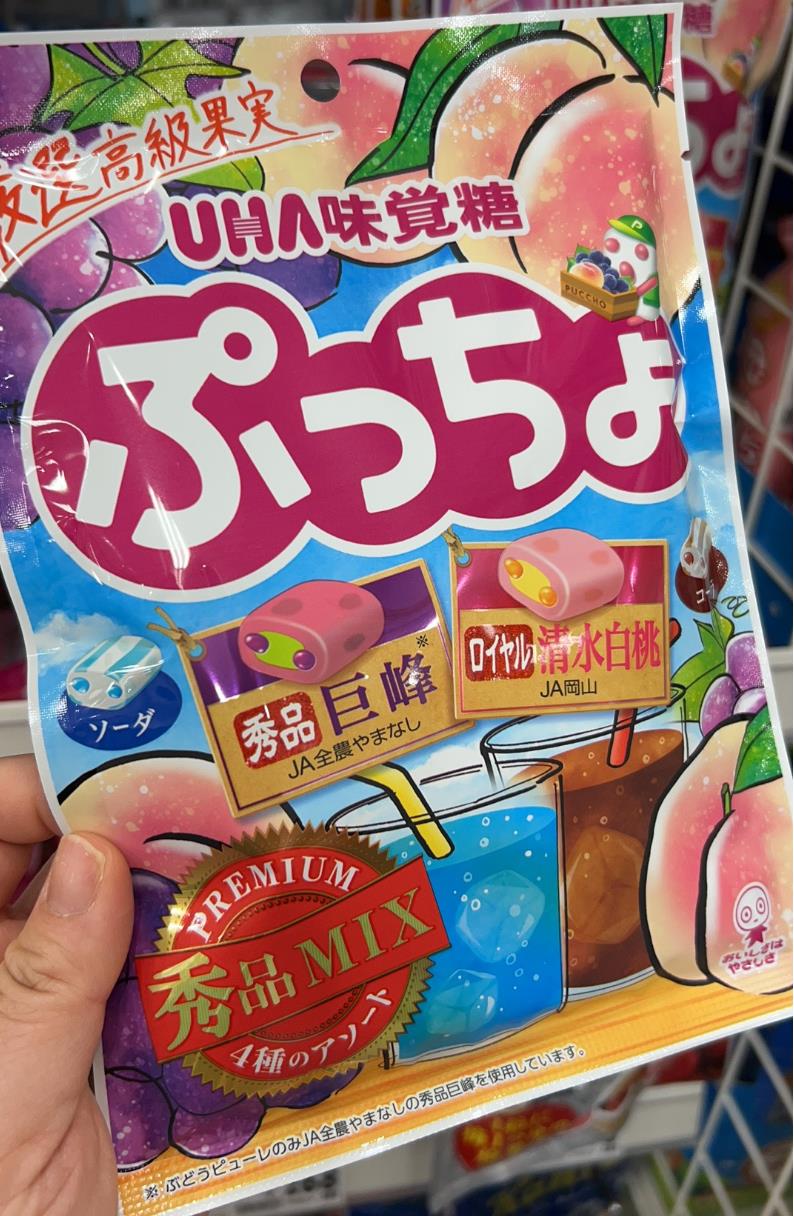 厳選高級果実
UHA味覚糖
PUCCHO
ぷっちょ
ソーダ
秀品
巨峰※
JA全農やまなし
ロイヤル
清水白桃
JA岡山
PREMIUM
秀品MIX
4種のアソート
おいしさは
やさしさ
※ ぶどうピューレのみJA全農やまなしの秀品巨峰を使用しています。